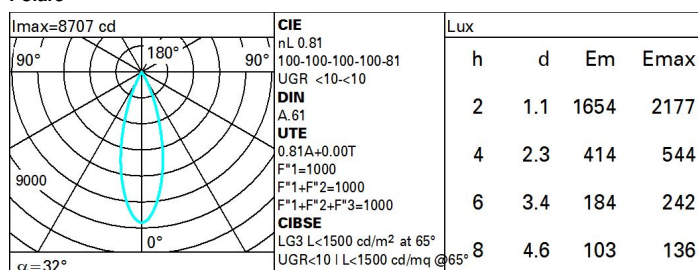 Imax=8707 cd
90°
180°
90°
9000
0°
α=32°
CIE
nL 0.81
100-100-100-100-81
UGR <10-<10
DIN
A.61
UTE
0.81A+0.00T
F"1=1000
F"1+F"2=1000
F"1+F"2+F"3=1000
CIBSE
LG3 L<1500 cd/m² at 65°
UGR<10 | L<1500 cd/mq @65°
Lux
h d Em Emax
2 1.1 1654 2177
4 2.3 414 544
6 3.4 184 242
8 4.6 103 136